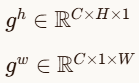 g^h ∈ ℝ^{C×H×1}
g^w ∈ ℝ^{C×1×W}